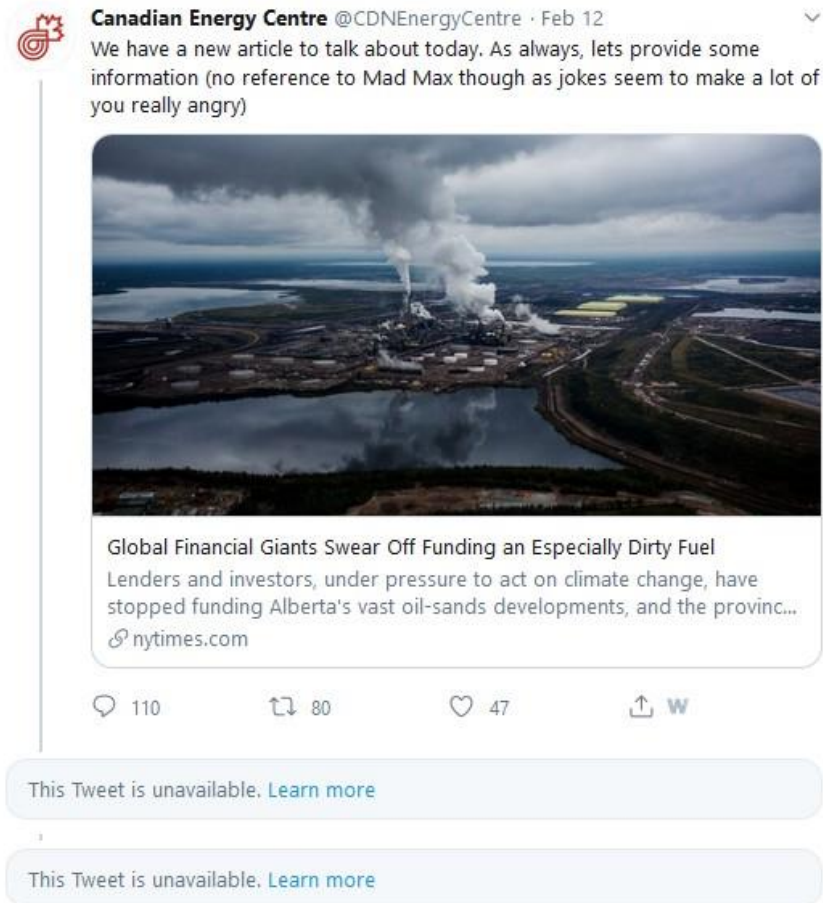 Canadian Energy Centre @CDNEnergyCentre · Feb 12
We have a new article to talk about today. As always, lets provide some
information (no reference to Mad Max though as jokes seem to make a lot of
you really angry)
Global Financial Giants Swear Off Funding an Especially Dirty Fuel
Lenders and investors, under pressure to act on climate change, have
stopped funding Alberta's vast oil-sands developments, and the provinc...
nytimes.com
110 80 47 W
This Tweet is unavailable. Learn more
This Tweet is unavailable. Learn more